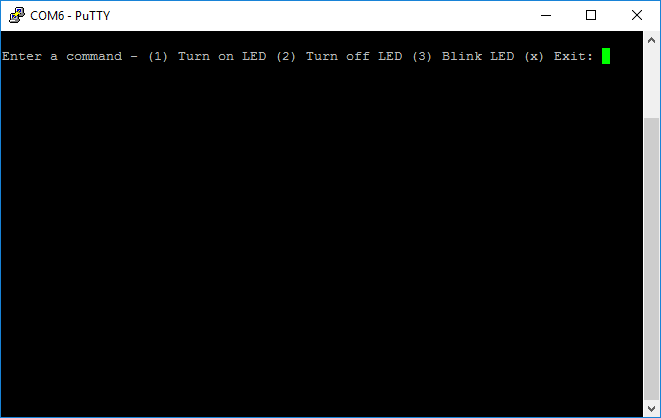 COM6 - PuTTY
Enter a command - (1) Turn on LED (2) Turn off LED (3) Blink LED (x) Exit: